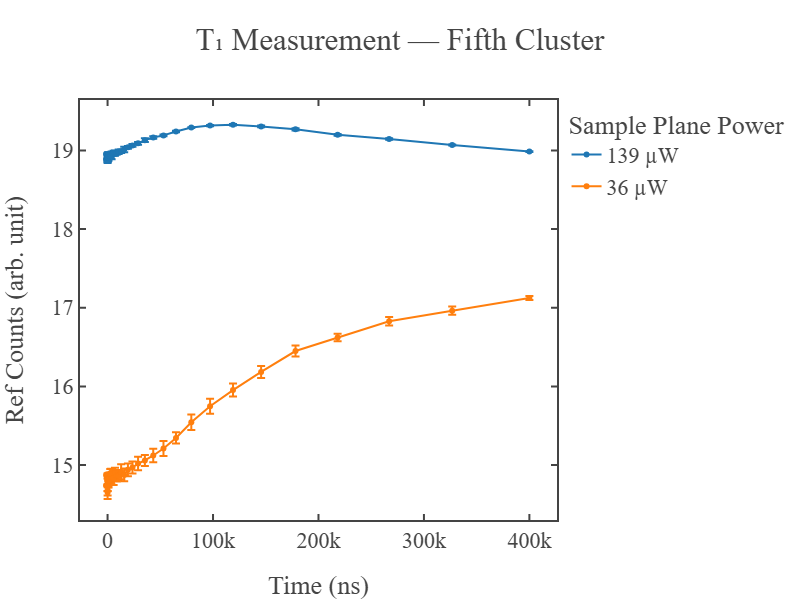 T₁ Measurement — Fifth Cluster
Sample Plane Power
139 µW
36 µW
Ref Counts (arb. unit)
19
18
17
16
15
0
100k
200k
300k
400k
Time (ns)